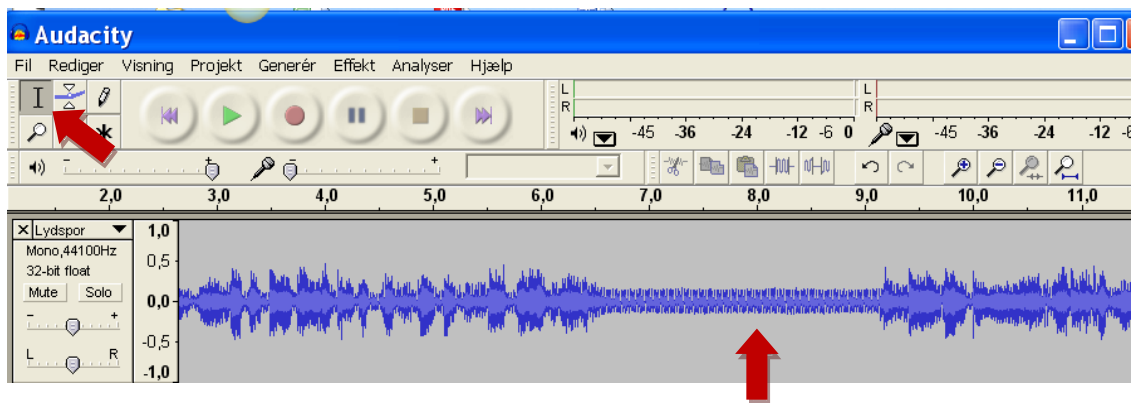 Audacity
Fil Rediger Visning Projekt Generér Effekt Analyser Hjælp
L
R
-45 -36 -24 -12 -6 0
L
R
-45 -36 -24 -12
- +
- +
2,0 3,0 4,0 5,0 6,0 7,0 8,0 9,0 10,0 11,0
X Lydspor
Mono,44100Hz
32-bit float
Mute Solo
- +
L R
1,0
0,5
0,0
-0,5
-1,0